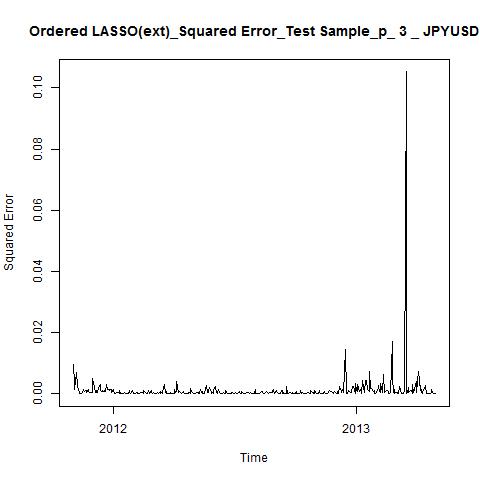 Ordered LASSO(ext)_Squared Error_Test Sample_p_ 3 _ JPYUSD
Squared Error
0.10
0.08
0.06
0.04
0.02
0.00
2012
2013
Time